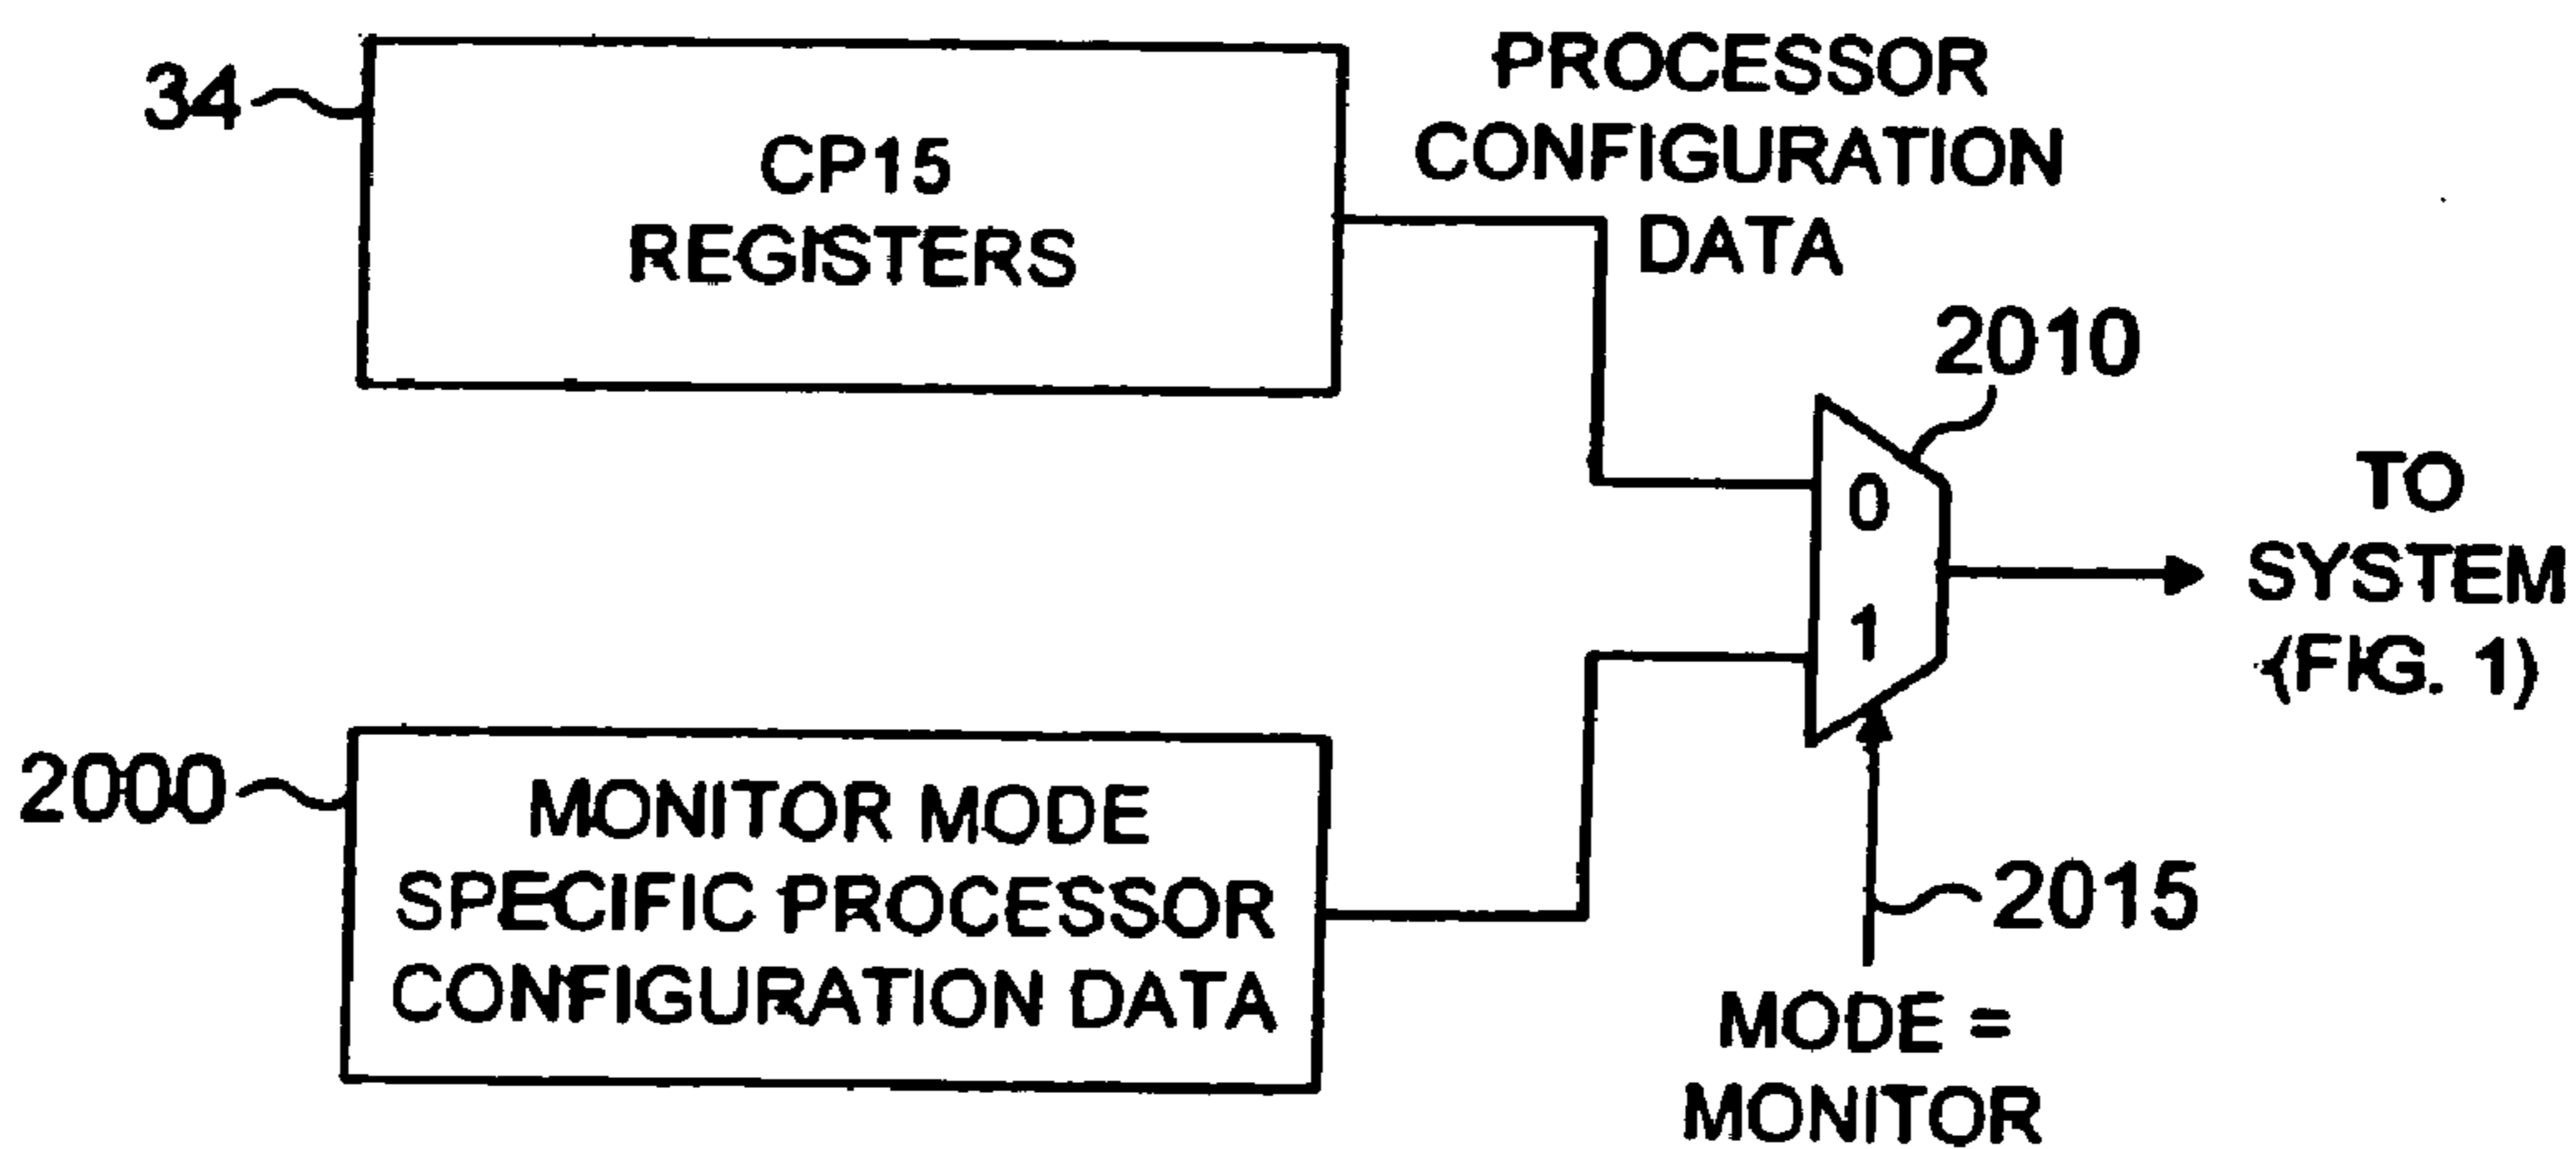 34
CP15
REGISTERS
PROCESSOR
CONFIGURATION
DATA
2010
0
1
TO
SYSTEM
(FIG. 1)
2000
MONITOR MODE
SPECIFIC PROCESSOR
CONFIGURATION DATA
2015
MODE =
MONITOR